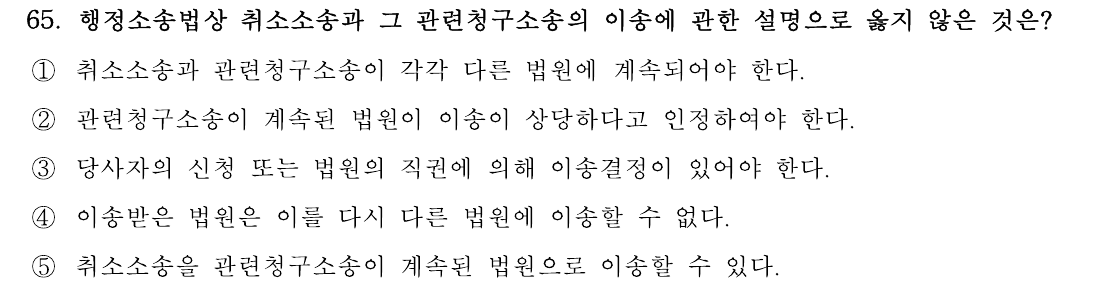 65. 행정소송법상 취소소송과 그 관련청구소송의 이송에 관한 설명으로 옳지 않은 것은?
① 취소소송과 관련청구소송이 각각 다른 법원에 계속되어야 한다.
② 관련청구소송이 계속된 법원이 이송이 상당하다고 인정하여야 한다.
③ 당사자의 신청 또는 법원의 직권에 의해 이송결정이 있어야 한다.
④ 이송받은 법원은 이를 다시 다른 법원에 이송할 수 없다.
⑤ 취소소송을 관련청구소송이 계속된 법원으로 이송할 수 있다.